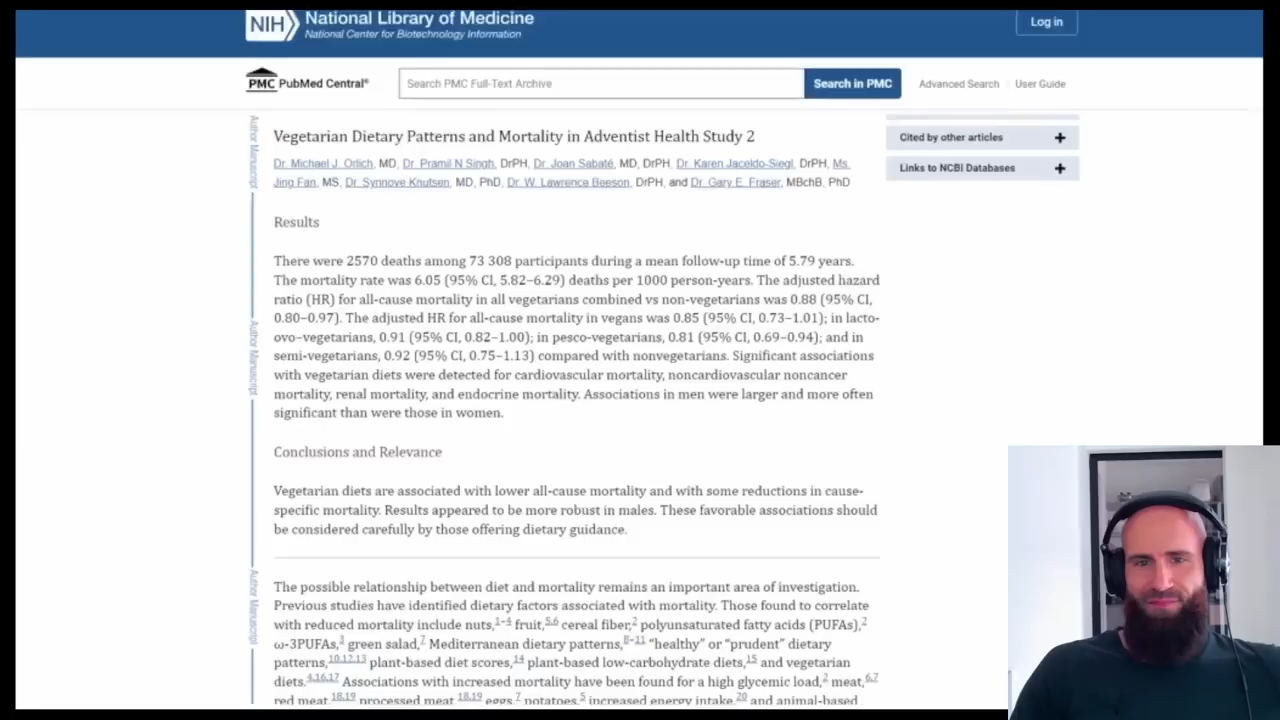 NIH National Library of Medicine
National Center for Biotechnology Information
Log in
PMC PubMed Central®
Search PMC Full-Text Archive
Search in PMC
Advanced Search
User Guide
Author Manuscript
Author Manuscript
Author Manuscript
Vegetarian Dietary Patterns and Mortality in Adventist Health Study 2
Dr. Michael J. Orlich, MD, Dr. Pramil N Singh, DrPH, Dr. Joan Sabaté, MD, DrPH, Dr. Karen Jaceldo-Siegl, DrPH, Ms.
Jing Fan, MS, Dr. Synnove Knutsen, MD, PhD, Dr. W. Lawrence Beeson, DrPH, and Dr. Gary E. Fraser, MBchB, PhD
Results
There were 2570 deaths among 73 308 participants during a mean follow-up time of 5.79 years.
The mortality rate was 6.05 (95% CI, 5.82–6.29) deaths per 1000 person-years. The adjusted hazard
ratio (HR) for all-cause mortality in all vegetarians combined vs non-vegetarians was 0.88 (95% CI,
0.80–0.97). The adjusted HR for all-cause mortality in vegans was 0.85 (95% CI, 0.73–1.01); in lacto-
ovo–vegetarians, 0.91 (95% CI, 0.82–1.00); in pesco-vegetarians, 0.81 (95% CI, 0.69–0.94); and in
semi-vegetarians, 0.92 (95% CI, 0.75–1.13) compared with nonvegetarians. Significant associations
with vegetarian diets were detected for cardiovascular mortality, noncardiovascular noncancer
mortality, renal mortality, and endocrine mortality. Associations in men were larger and more often
significant than were those in women.
Conclusions and Relevance
Vegetarian diets are associated with lower all-cause mortality and with some reductions in cause-
specific mortality. Results appeared to be more robust in males. These favorable associations should
be considered carefully by those offering dietary guidance.
The possible relationship between diet and mortality remains an important area of investigation.
Previous studies have identified dietary factors associated with mortality. Those found to correlate
with reduced mortality include nuts,1–4 fruit,5,6 cereal fiber,2 polyunsaturated fatty acids (PUFAs),2
ω-3PUFAs,3 green salad,7 Mediterranean dietary patterns,8–11 “healthy” or “prudent” dietary
patterns,10,12,13 plant-based diet scores,14 plant-based low-carbohydrate diets,15 and vegetarian
diets.4,16,17 Associations with increased mortality have been found for a high glycemic load,2 meat,6,7
red meat,18,19 processed meat,18,19 eggs,7 potatoes,5 increased energy intake,20 and animal-based
Cited by other articles +
Links to NCBI Databases +